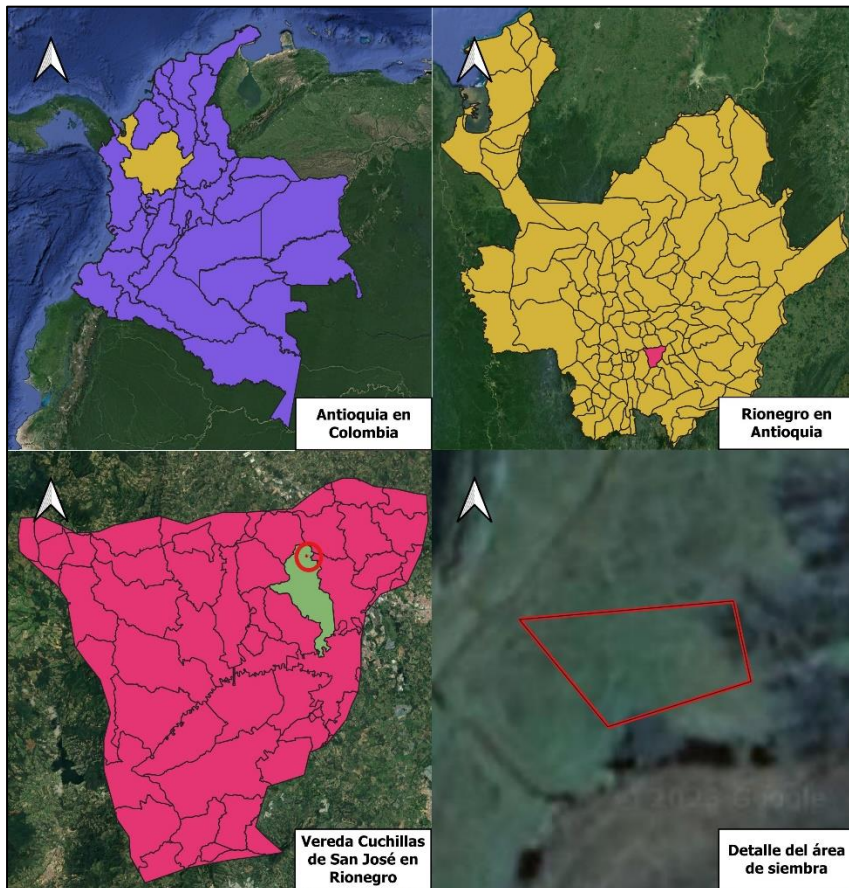 Antioquia en
Colombia
Rionegro en
Antioquia
Vereda Cuchillas
de San José en
Rionegro
Detalle del área
de siembra